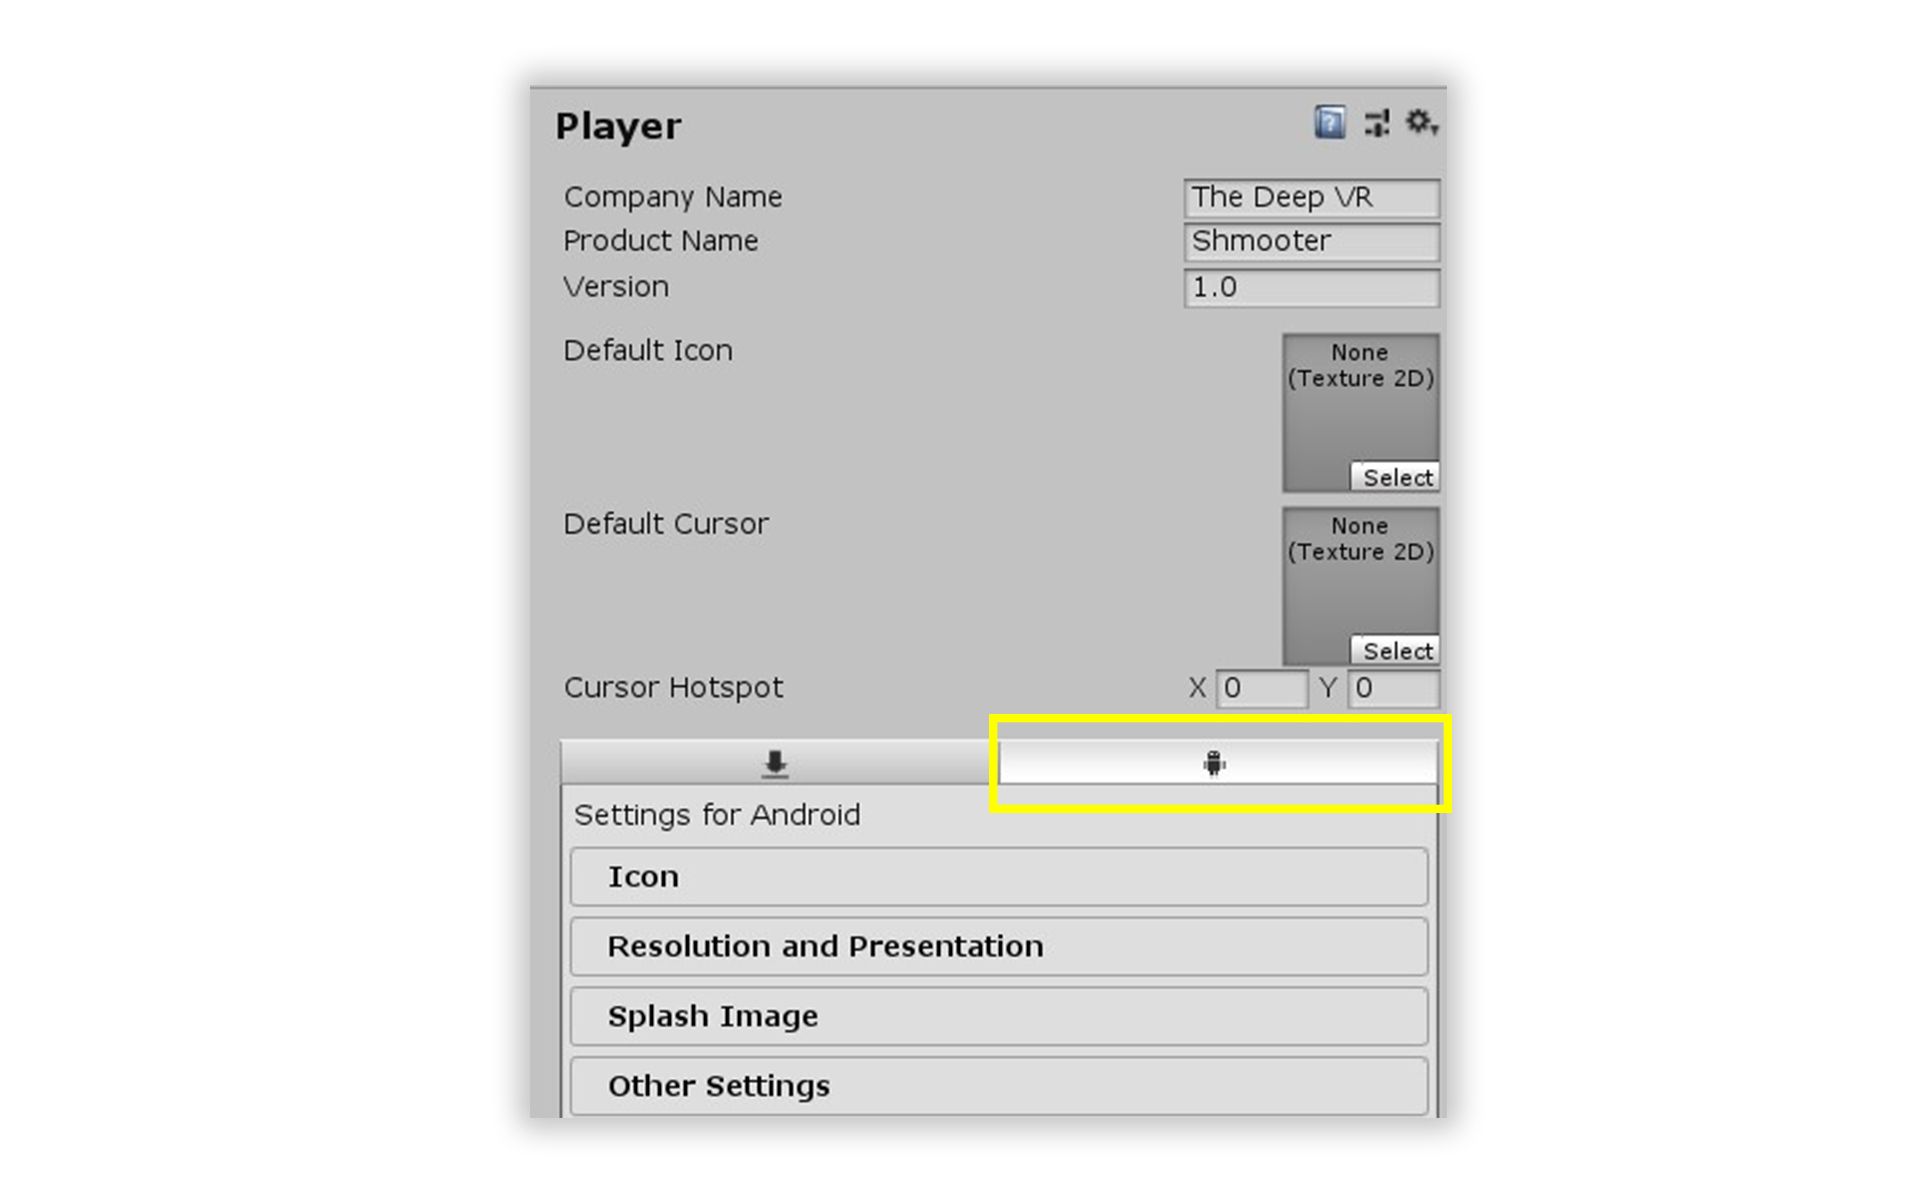 Player
Company Name The Deep VR
Product Name Shmooter
Version 1.0
Default Icon None
(Texture 2D)
Select
Default Cursor None
(Texture 2D)
Select
Cursor Hotspot X 0 Y 0
Settings for Android
Icon
Resolution and Presentation
Splash Image
Other Settings